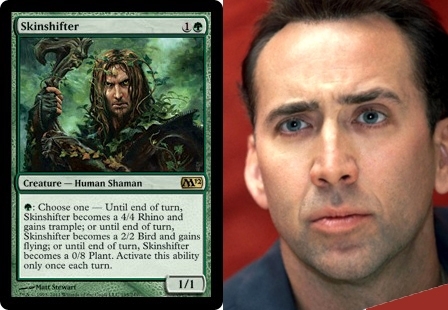 Skinshifter 1
Creature — Human Shaman M12
: Choose one — Until end of turn,
Skinshifter becomes a 4/4 Rhino and
gains trample; or until end of turn,
Skinshifter becomes a 2/2 Bird and gains
flying; or until end of turn, Skinshifter
becomes a 0/8 Plant. Activate this ability
only once each turn.
1/1
Matt Stewart